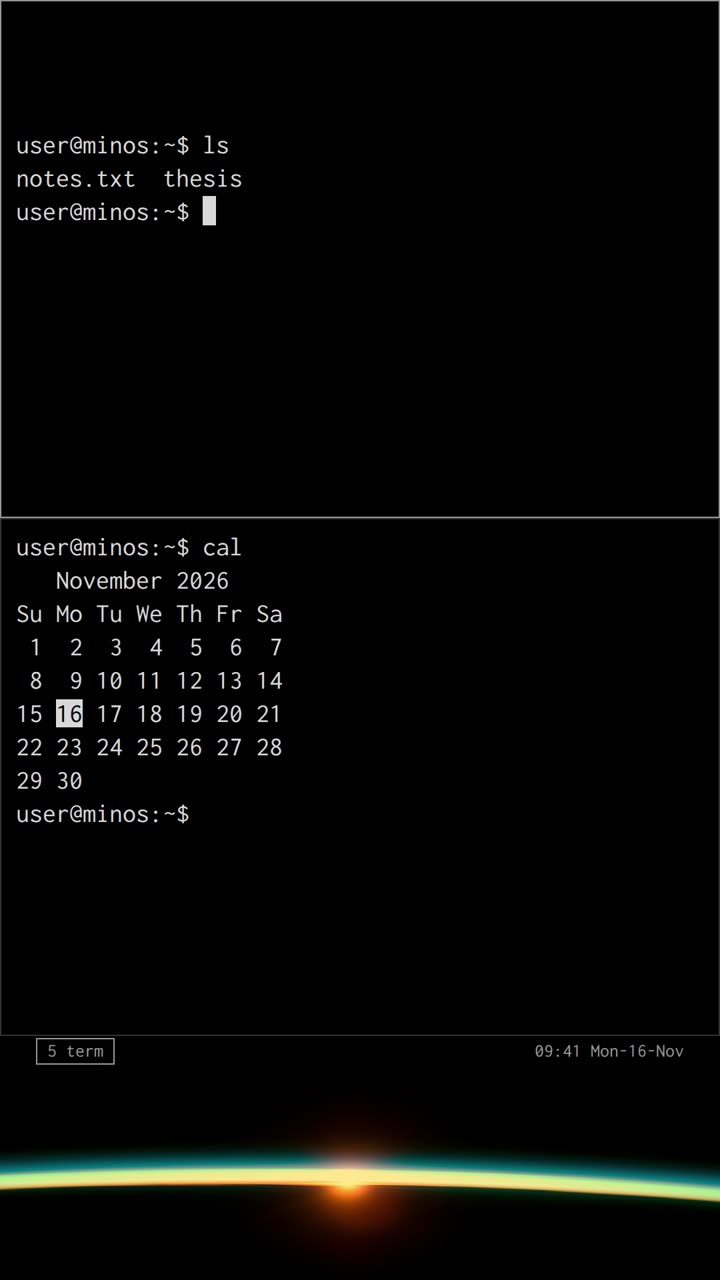 user@minos:~$ ls
notes.txt  thesis
user@minos:~$
user@minos:~$ cal
   November 2026
Su Mo Tu We Th Fr Sa
 1  2  3  4  5  6  7
 8  9 10 11 12 13 14
15 16 17 18 19 20 21
22 23 24 25 26 27 28
29 30
user@minos:~$
5 term
09:41 Mon-16-Nov